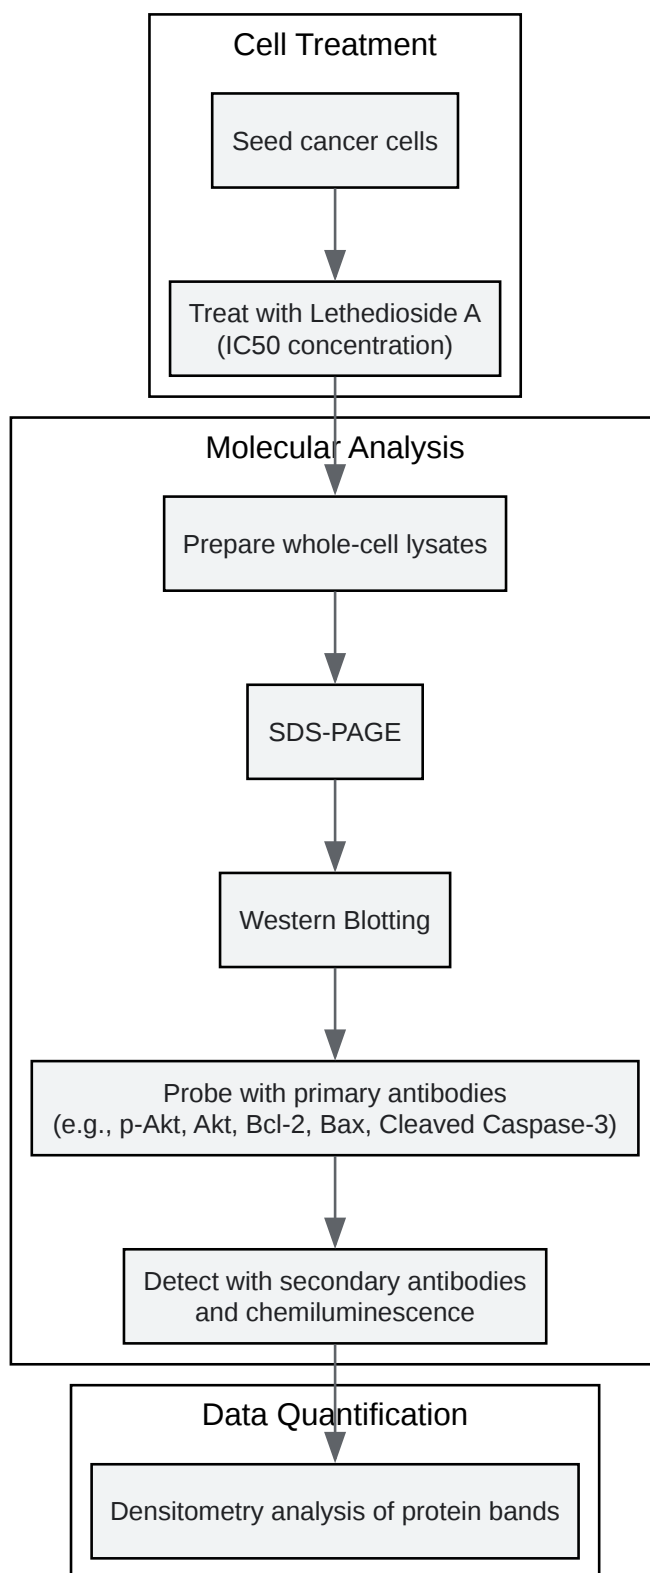 Cell Treatment
Seed cancer cells
Treat with Lethedioside A
(IC50 concentration)
Molecular Analysis
Prepare whole-cell lysates
SDS-PAGE
Western Blotting
Probe with primary antibodies
(e.g., p-Akt, Akt, Bcl-2, Bax, Cleaved Caspase-3)
Detect with secondary antibodies
and chemiluminescence
Data Quantification
Densitometry analysis of protein bands